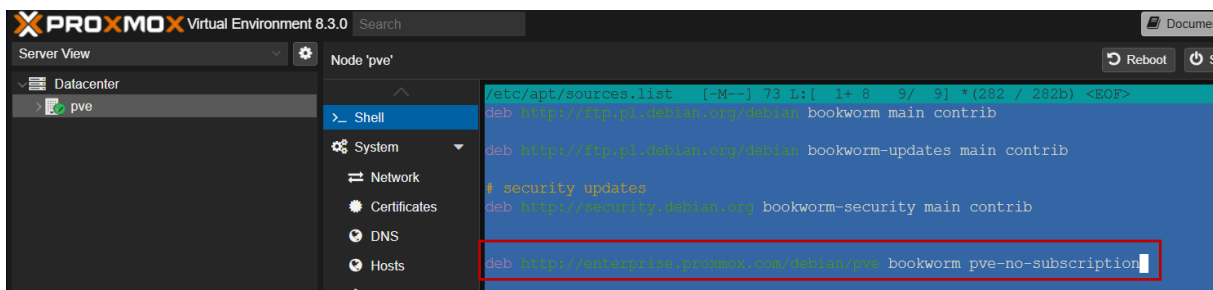 PROXMOX Virtual Environment 8.3.0 Search
Server View
Node 'pve'
Reboot
Datacenter
pve
>_ Shell
System
Network
Certificates
DNS
Hosts
/etc/apt/sources.list [-M--] 73 L:[ 1+ 8 9/ 9] *(282 / 282b) <EOF>
deb http://ftp.pl.debian.org/debian bookworm main contrib
deb http://ftp.pl.debian.org/debian bookworm-updates main contrib
# security updates
deb http://security.debian.org bookworm-security main contrib
deb http://enterprise.proxmox.com/debian/pve bookworm pve-no-subscription